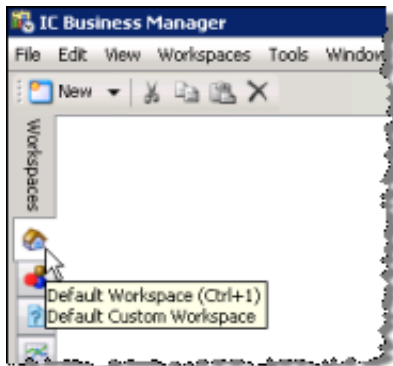 IC Business Manager
File Edit View Workspaces Tools Window
New
Workspaces
Default Workspace (Ctrl+1)
Default Custom Workspace